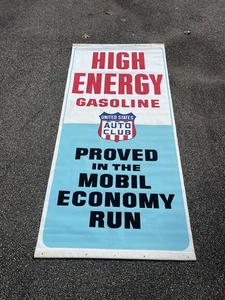 HIGH
ENERGY
GASOLINE
UNITED STATES
AUTO
CLUB
PROVED
IN THE
MOBIL
ECONOMY
RUN